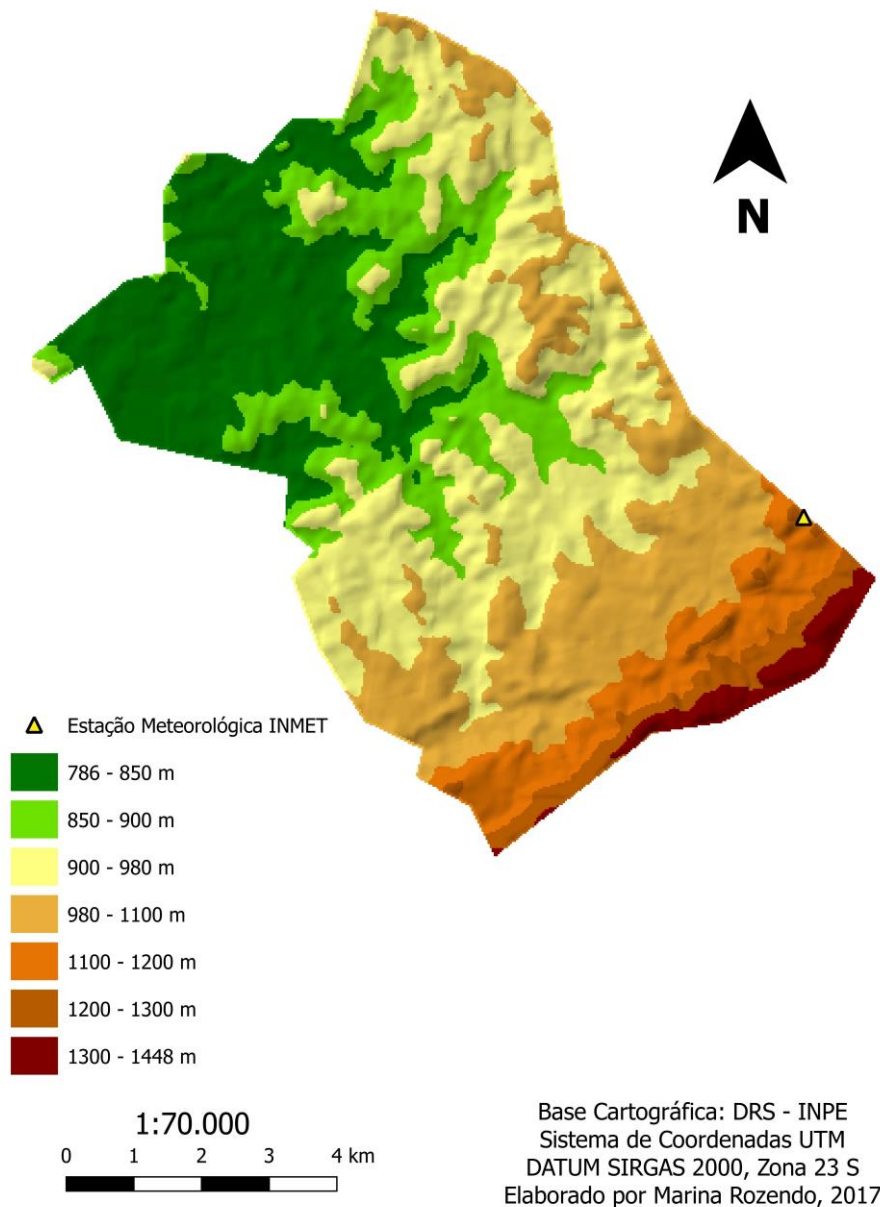 N
Estação Meteorológica INMET
786 - 850 m
850 - 900 m
900 - 980 m
980 - 1100 m
1100 - 1200 m
1200 - 1300 m
1300 - 1448 m
1:70.000
0 1 2 3 4 km
Base Cartográfica: DRS - INPE
Sistema de Coordenadas UTM
DATUM SIRGAS 2000, Zona 23 S
Elaborado por Marina Rozendo, 2017